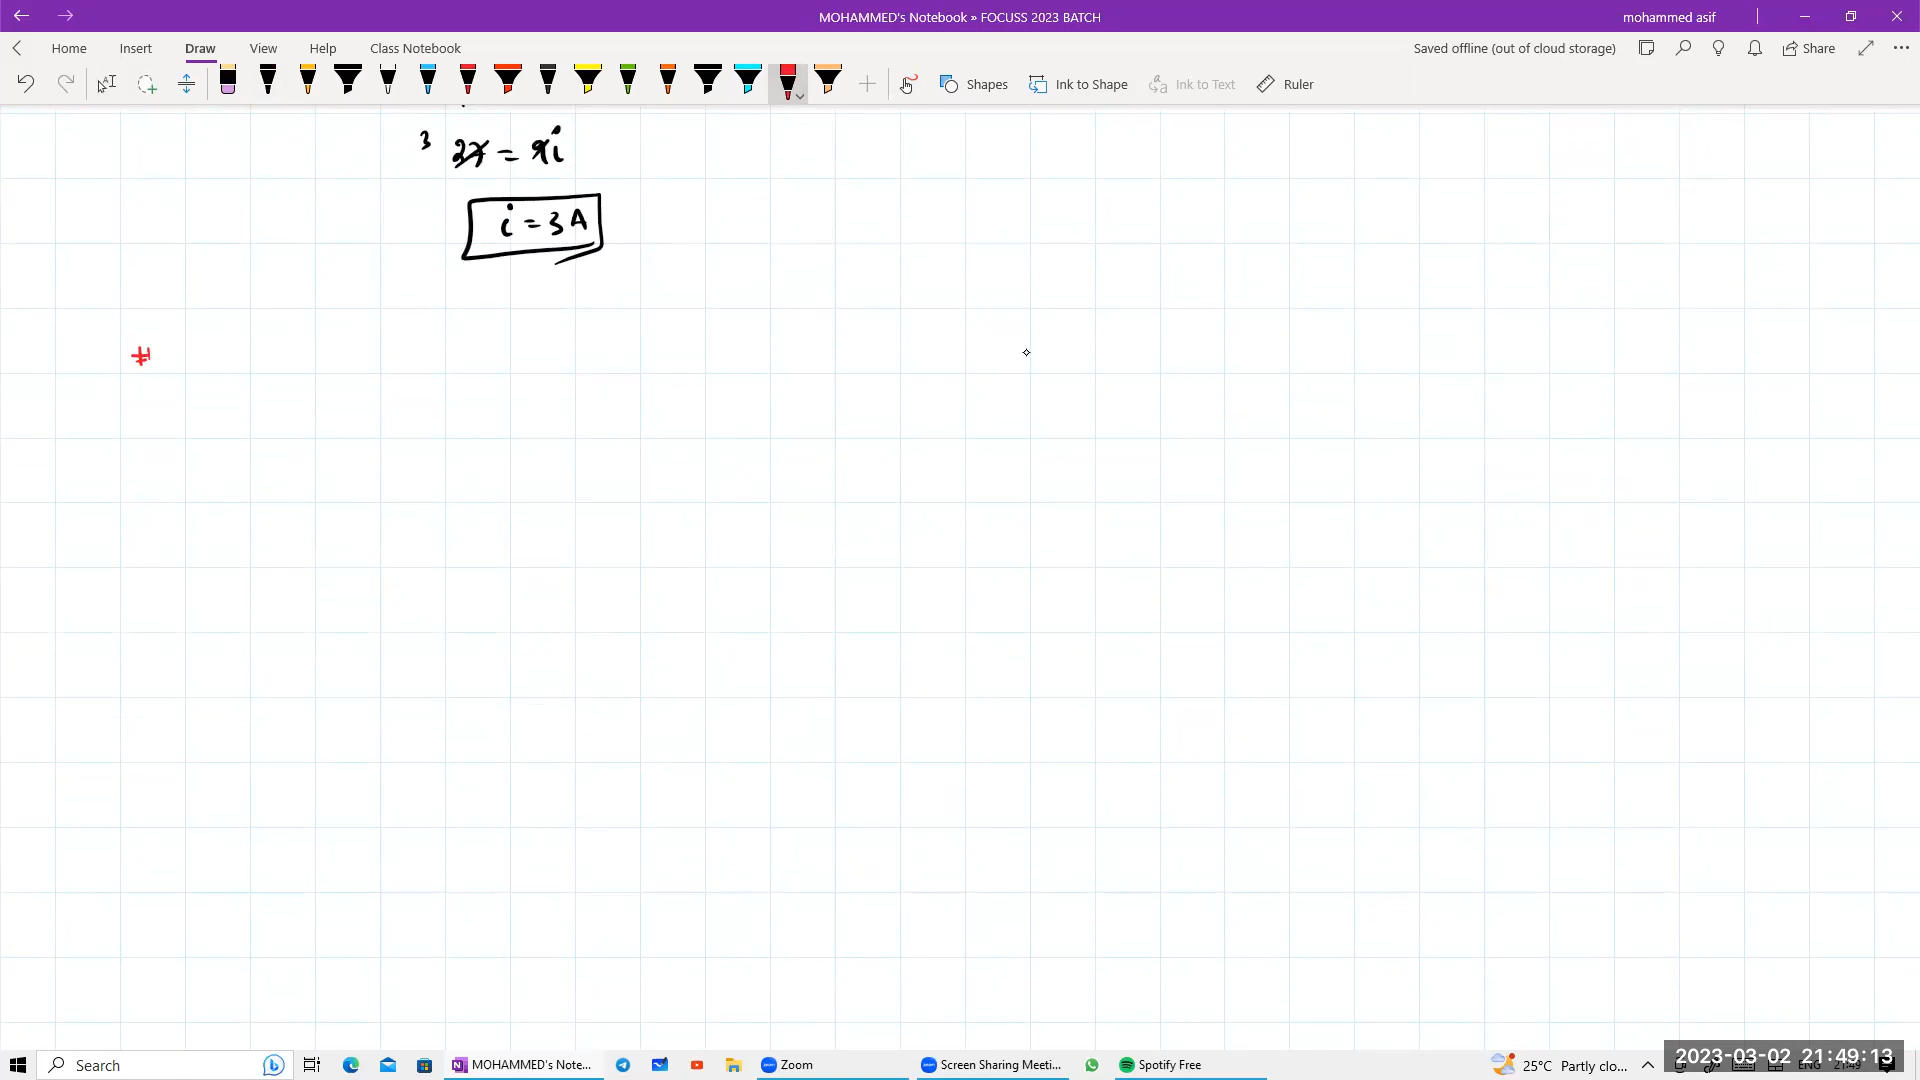 MOHAMMED's Notebook » FOCUSS 2023 BATCH
mohammed asif
Home Insert Draw View Help Class Notebook
Saved offline (out of cloud storage)
Share
Shapes
Ink to Shape
Ink to Text
Ruler
3
27 = 9i
i = 3 A
#
Search
MOHAMMED's Note...
Zoom
Screen Sharing Meeti...
Spotify Free
25°C Partly clo...
ENG
2023-03-02 21:49:13